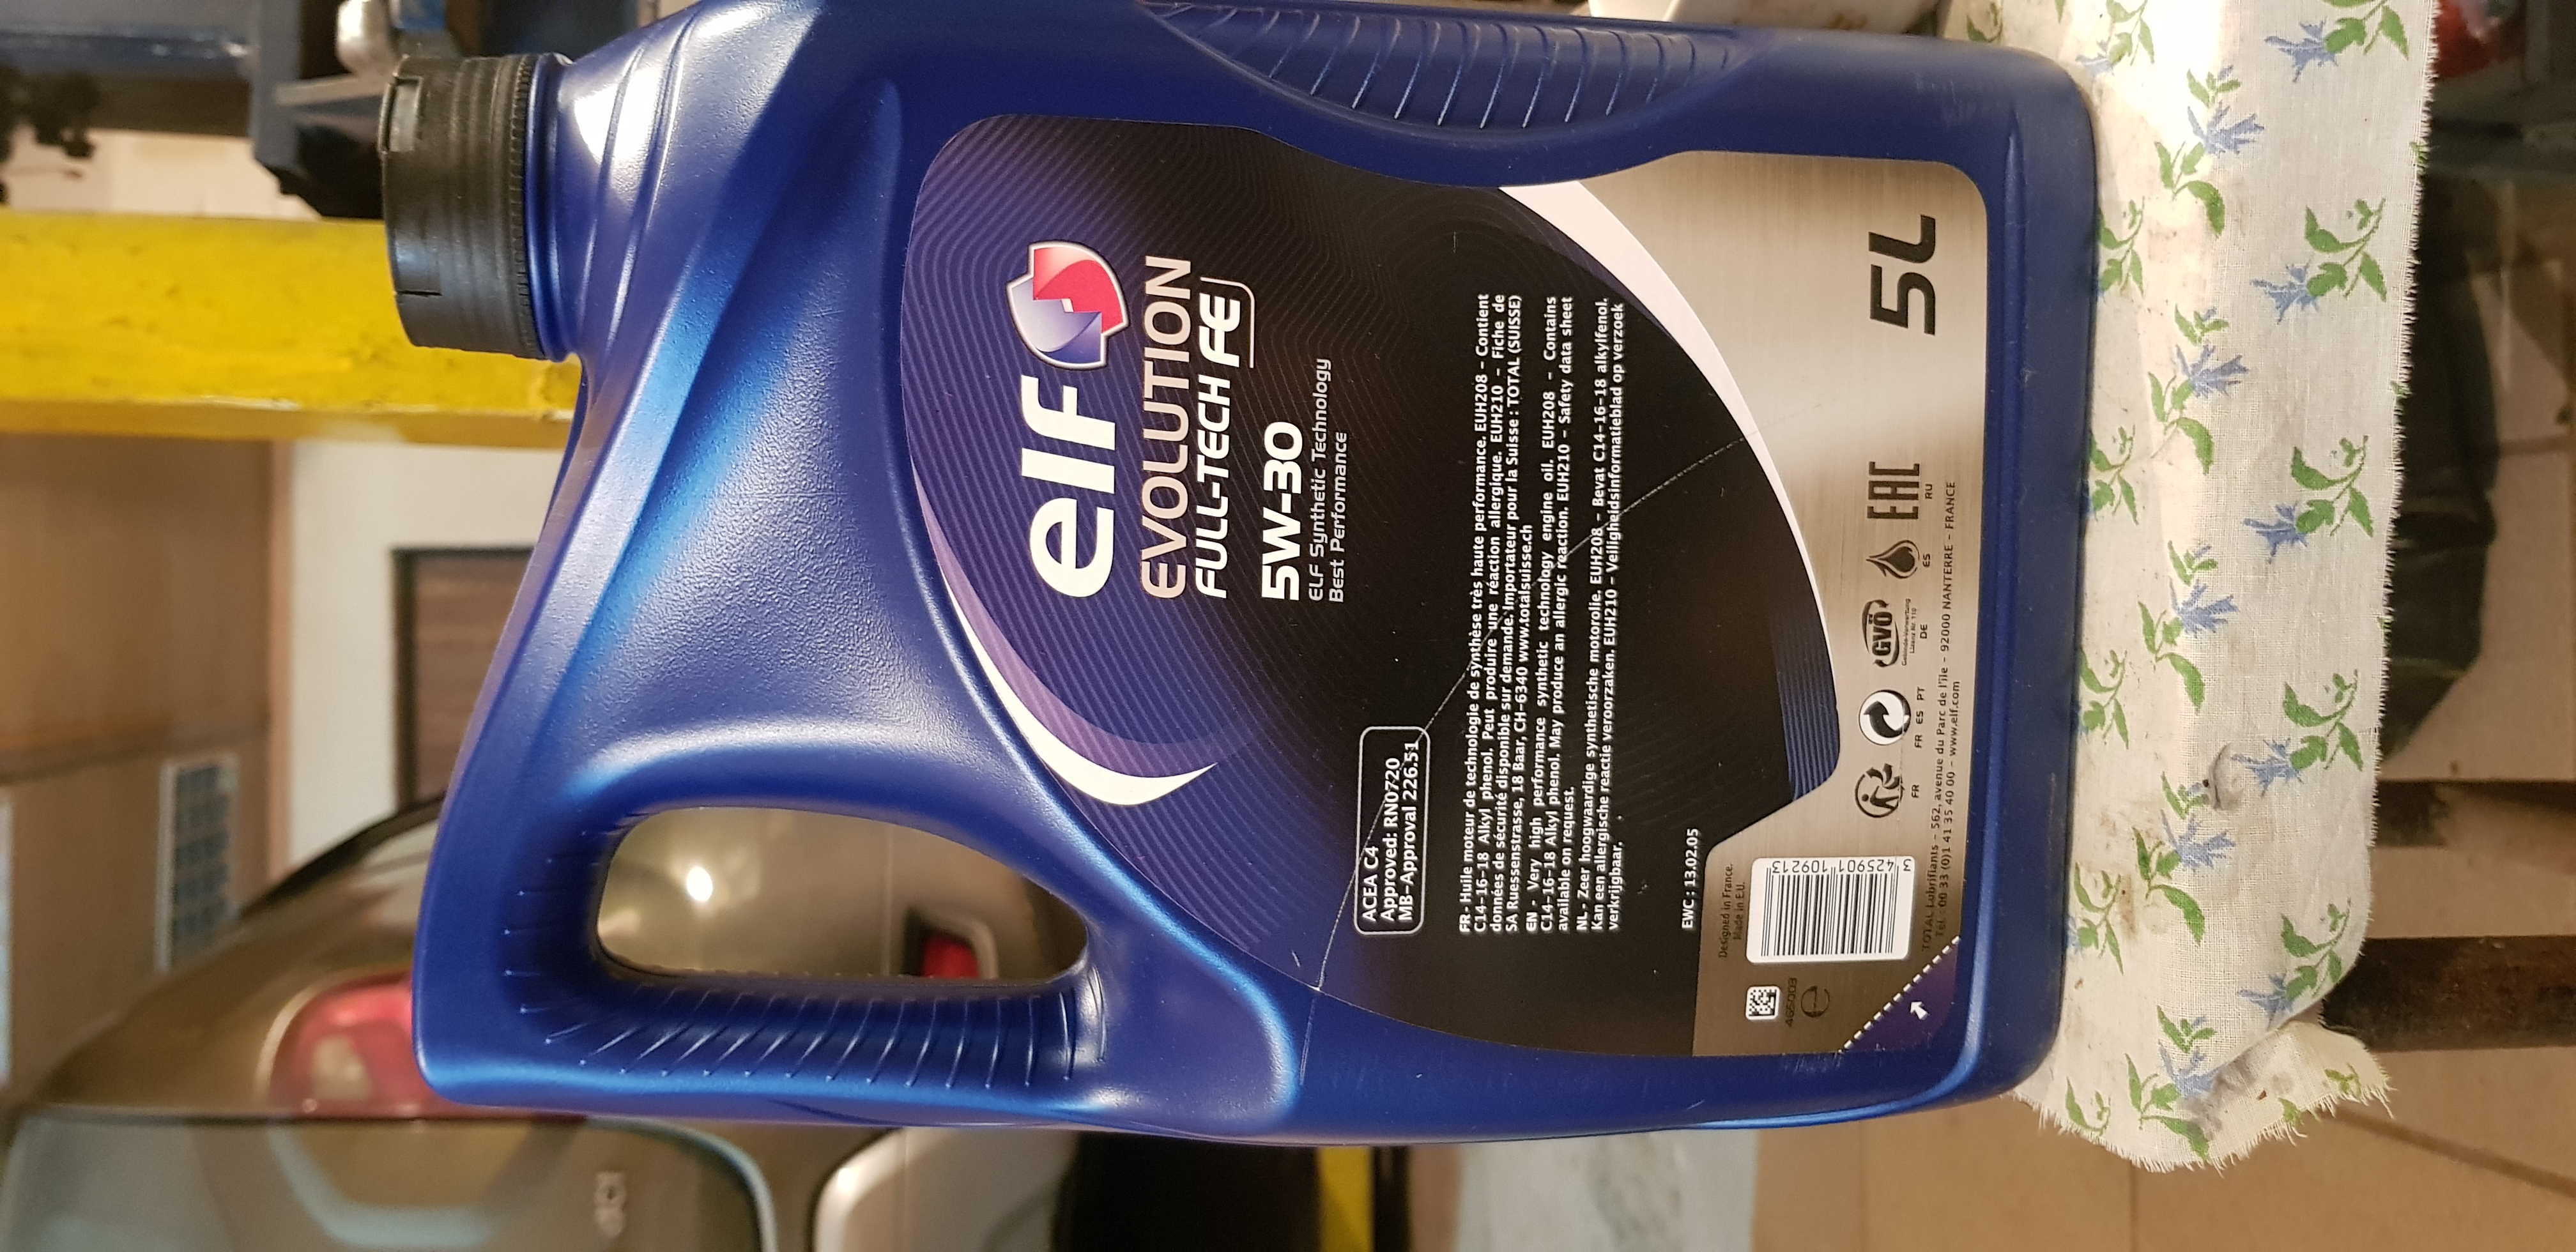 elf
EVOLUTION
FULL-TECH FE
5W-30
ELF Synthetic Technology
Best Performance
ACEA C4
Approved: RN0720
MB-Approval 226.51
FR- Huile moteur de technologie de synthèse très haute performance. EUH208 – Contient
C14-16-18 Alkyl phenol. Peut produire une réaction allergique. EUH210 – Fiche de
données de sécurité disponible sur demande. Importateur pour la Suisse : TOTAL (SUISSE)
SA Ruessenstrasse, 18 Baar, CH-6340 www.totalsuisse.ch
EN - Very high performance synthetic technology engine oil. EUH208 – Contains
C14-16-18 Alkyl phenol. May produce an allergic reaction. EUH210 – Safety data sheet
available on request.
NL - Zeer hoogwaardige synthetische motorolie. EUH208 – Bevat C14-16-18 alkylfenol.
Kan een allergische reactie veroorzaken. EUH210 – Veiligheidsinformatieblad op verzoek
verkrijgbaar.
EWC : 13.02.05
Designed in France.
Made in E.U.
3 425901 109213
466003
e
GVÖ
EAC
FR
FR ES PT
DE
ES
RU
5L
TOTAL Lubrifiants – 562, avenue du Parc de l'île – 92000 NANTERRE – FRANCE
Tél.: 00 33 (0)1 41 35 40 00 – www.elf.com
dCi